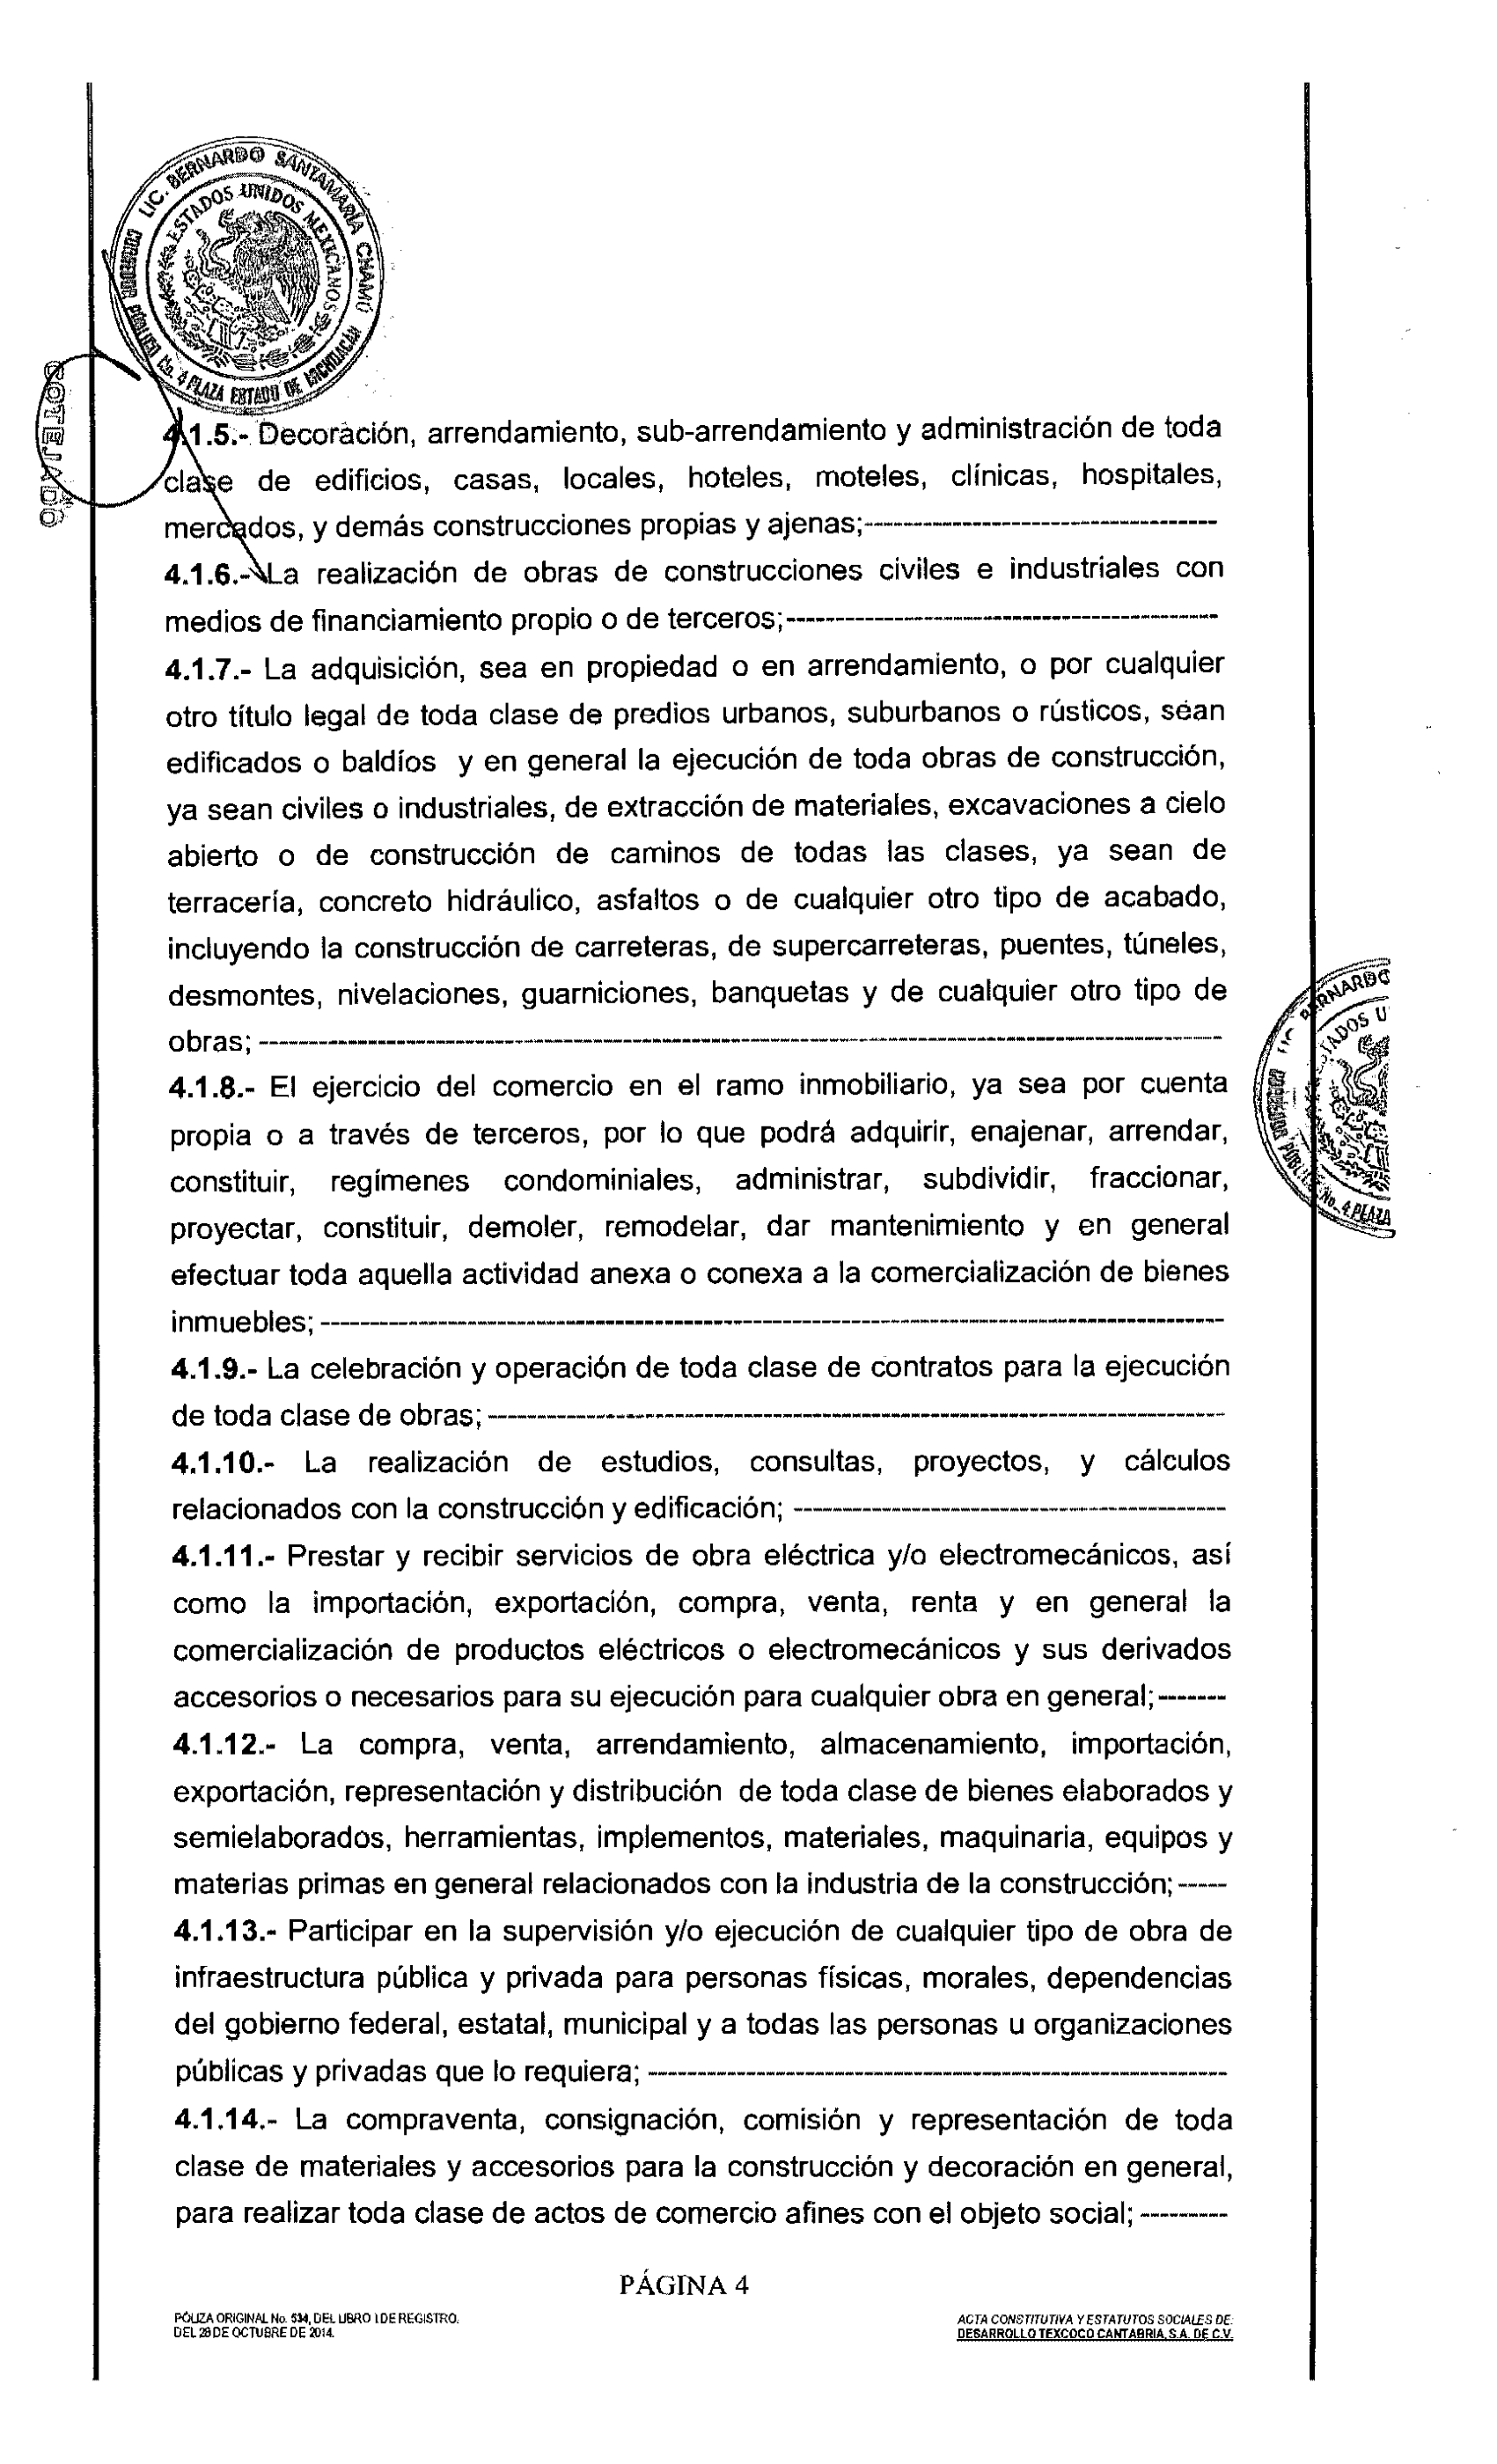 LIC. BERNARDO SANTAMARÍA CHAMÚ
ESTADOS UNIDOS MEXICANOS
CORREDOR PÚBLICO No. 4 PLAZA ESTADO DE MICHOACÁN
COTEJADO
4.1.5.- Decoración, arrendamiento, sub-arrendamiento y administración de toda
clase de edificios, casas, locales, hoteles, moteles, clínicas, hospitales,
mercados, y demás construcciones propias y ajenas;------------------------------------
4.1.6.- La realización de obras de construcciones civiles e industriales con
medios de financiamiento propio o de terceros;--------------------------------------------
4.1.7.- La adquisición, sea en propiedad o en arrendamiento, o por cualquier
otro título legal de toda clase de predios urbanos, suburbanos o rústicos, sean
edificados o baldíos y en general la ejecución de toda obras de construcción,
ya sean civiles o industriales, de extracción de materiales, excavaciones a cielo
abierto o de construcción de caminos de todas las clases, ya sean de
terracería, concreto hidráulico, asfaltos o de cualquier otro tipo de acabado,
incluyendo la construcción de carreteras, de supercarreteras, puentes, túneles,
desmontes, nivelaciones, guarniciones, banquetas y de cualquier otro tipo de
obras; --------------------------------------------------------------------------------------------------
4.1.8.- El ejercicio del comercio en el ramo inmobiliario, ya sea por cuenta
propia o a través de terceros, por lo que podrá adquirir, enajenar, arrendar,
constituir, regímenes condominiales, administrar, subdividir, fraccionar,
proyectar, constituir, demoler, remodelar, dar mantenimiento y en general
efectuar toda aquella actividad anexa o conexa a la comercialización de bienes
inmuebles; --------------------------------------------------------------------------------------------
4.1.9.- La celebración y operación de toda clase de contratos para la ejecución
de toda clase de obras; ---------------------------------------------------------------------------
4.1.10.- La realización de estudios, consultas, proyectos, y cálculos
relacionados con la construcción y edificación; --------------------------------------------
4.1.11.- Prestar y recibir servicios de obra eléctrica y/o electromecánicos, así
como la importación, exportación, compra, venta, renta y en general la
comercialización de productos eléctricos o electromecánicos y sus derivados
accesorios o necesarios para su ejecución para cualquier obra en general;-------
4.1.12.- La compra, venta, arrendamiento, almacenamiento, importación,
exportación, representación y distribución de toda clase de bienes elaborados y
semielaborados, herramientas, implementos, materiales, maquinaria, equipos y
materias primas en general relacionados con la industria de la construcción; -----
4.1.13.- Participar en la supervisión y/o ejecución de cualquier tipo de obra de
infraestructura pública y privada para personas físicas, morales, dependencias
del gobierno federal, estatal, municipal y a todas las personas u organizaciones
públicas y privadas que lo requiera; -----------------------------------------------------------
4.1.14.- La compraventa, consignación, comisión y representación de toda
clase de materiales y accesorios para la construcción y decoración en general,
para realizar toda clase de actos de comercio afines con el objeto social; ---------
PÁGINA 4
PÓLIZA ORIGINAL No. 534, DEL LIBRO I DE REGISTRO.
DEL 28 DE OCTUBRE DE 2014.
ACTA CONSTITUTIVA Y ESTATUTOS SOCIALES DE:
DESARROLLO TEXCOCO CANTABRIA, S.A. DE C.V.